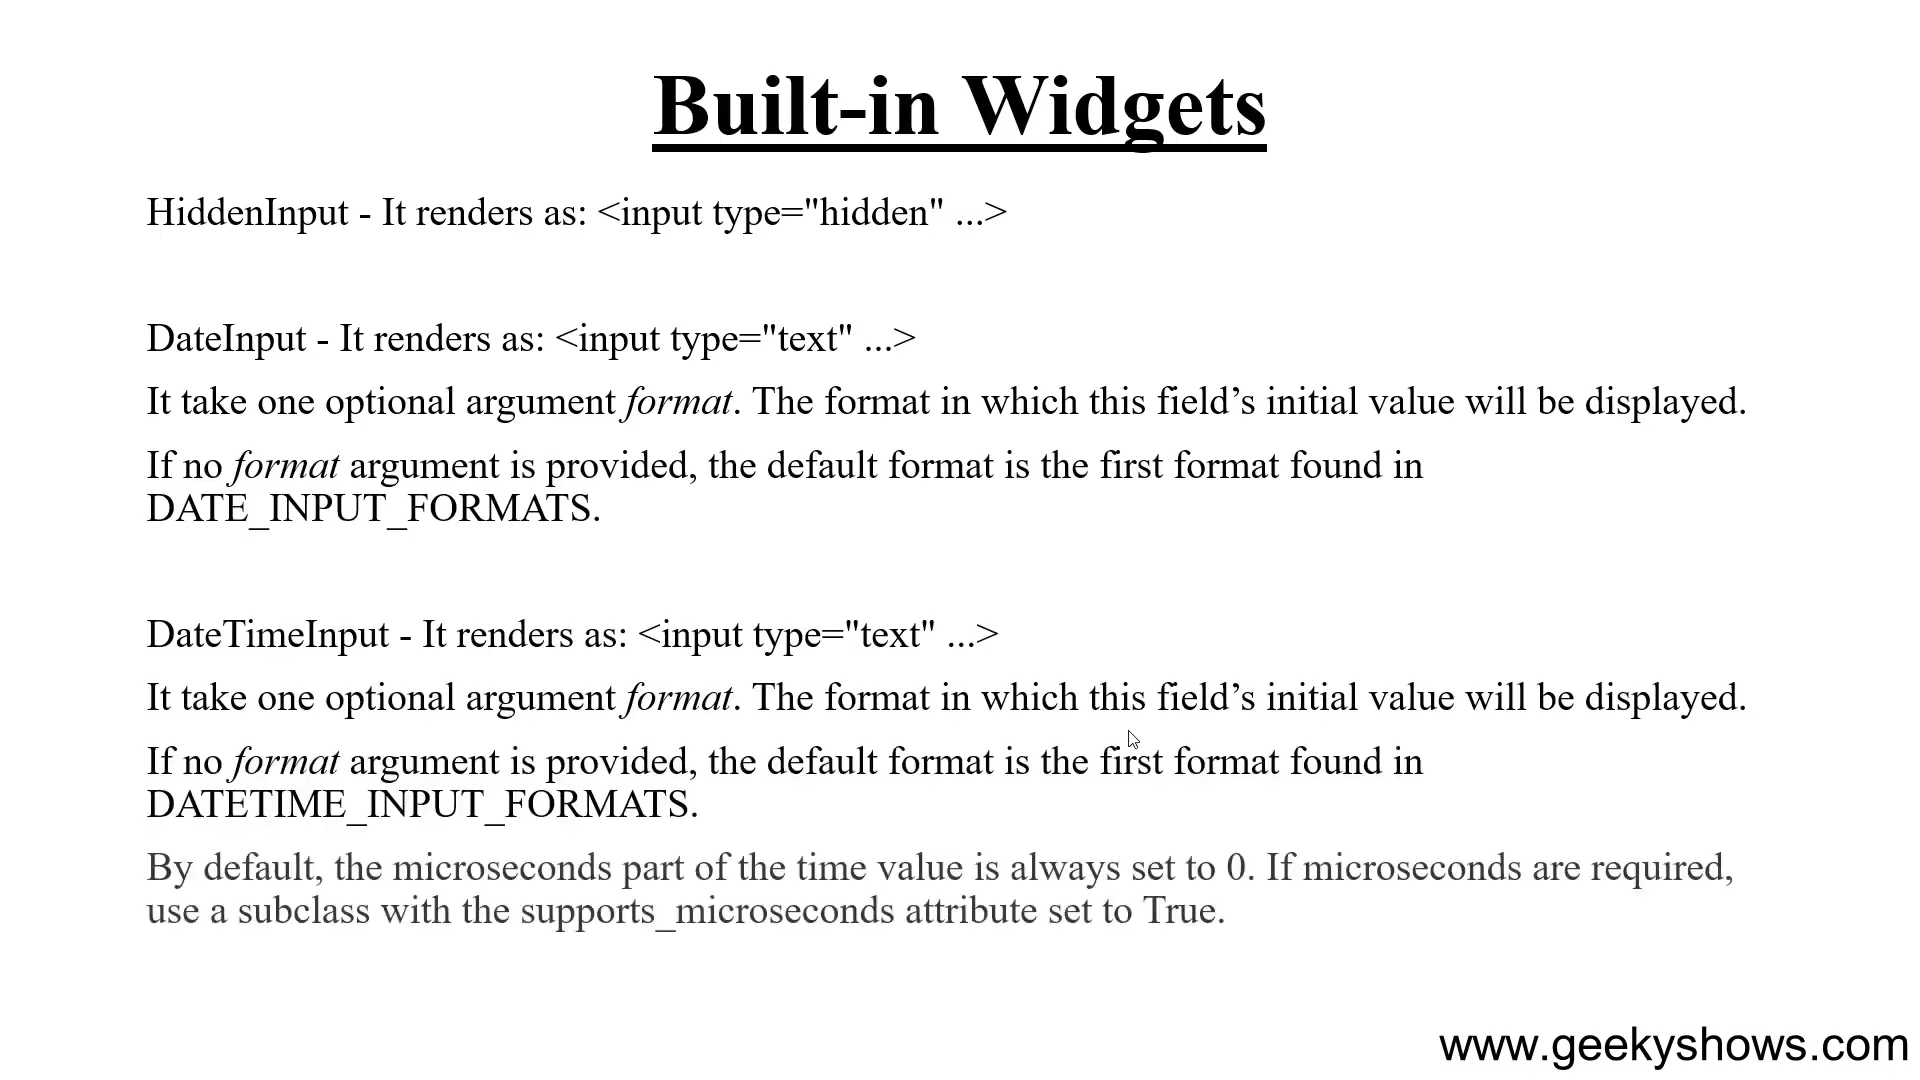 Built-in Widgets
HiddenInput - It renders as: <input type="hidden" ...>
DateInput - It renders as: <input type="text" ...>
It take one optional argument format. The format in which this field’s initial value will be displayed.
If no format argument is provided, the default format is the first format found in
DATE_INPUT_FORMATS.
DateTimeInput - It renders as: <input type="text" ...>
It take one optional argument format. The format in which this field’s initial value will be displayed.
If no format argument is provided, the default format is the first format found in
DATETIME_INPUT_FORMATS.
By default, the microseconds part of the time value is always set to 0. If microseconds are required,
use a subclass with the supports_microseconds attribute set to True.
www.geekyshows.com